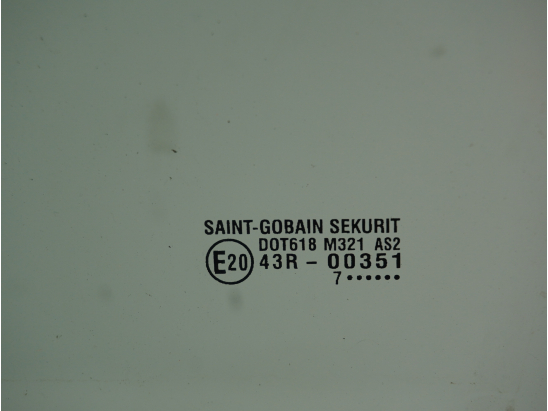 SAINT-GOBAIN SEKURIT
DOT618 M321 AS2
E20 43R - 00351
7 ••••••